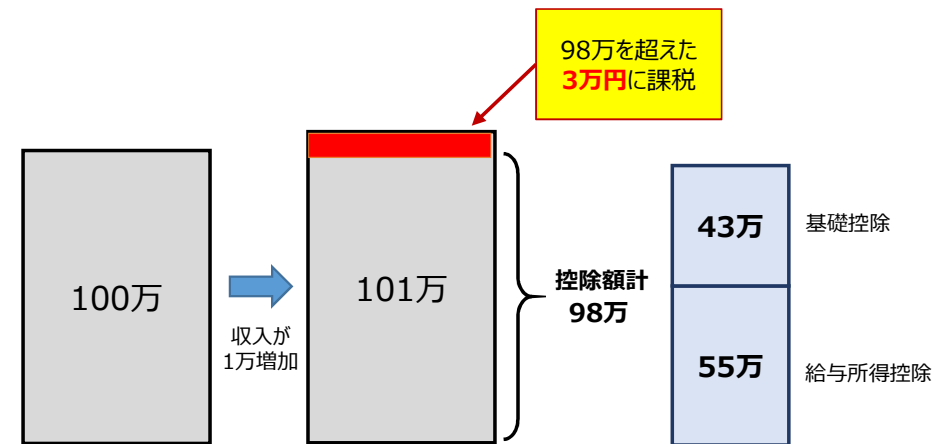 98万を超えた
3万円に課税
100万
収入が
1万増加
101万
控除額計
98万
43万
基礎控除
55万
給与所得控除